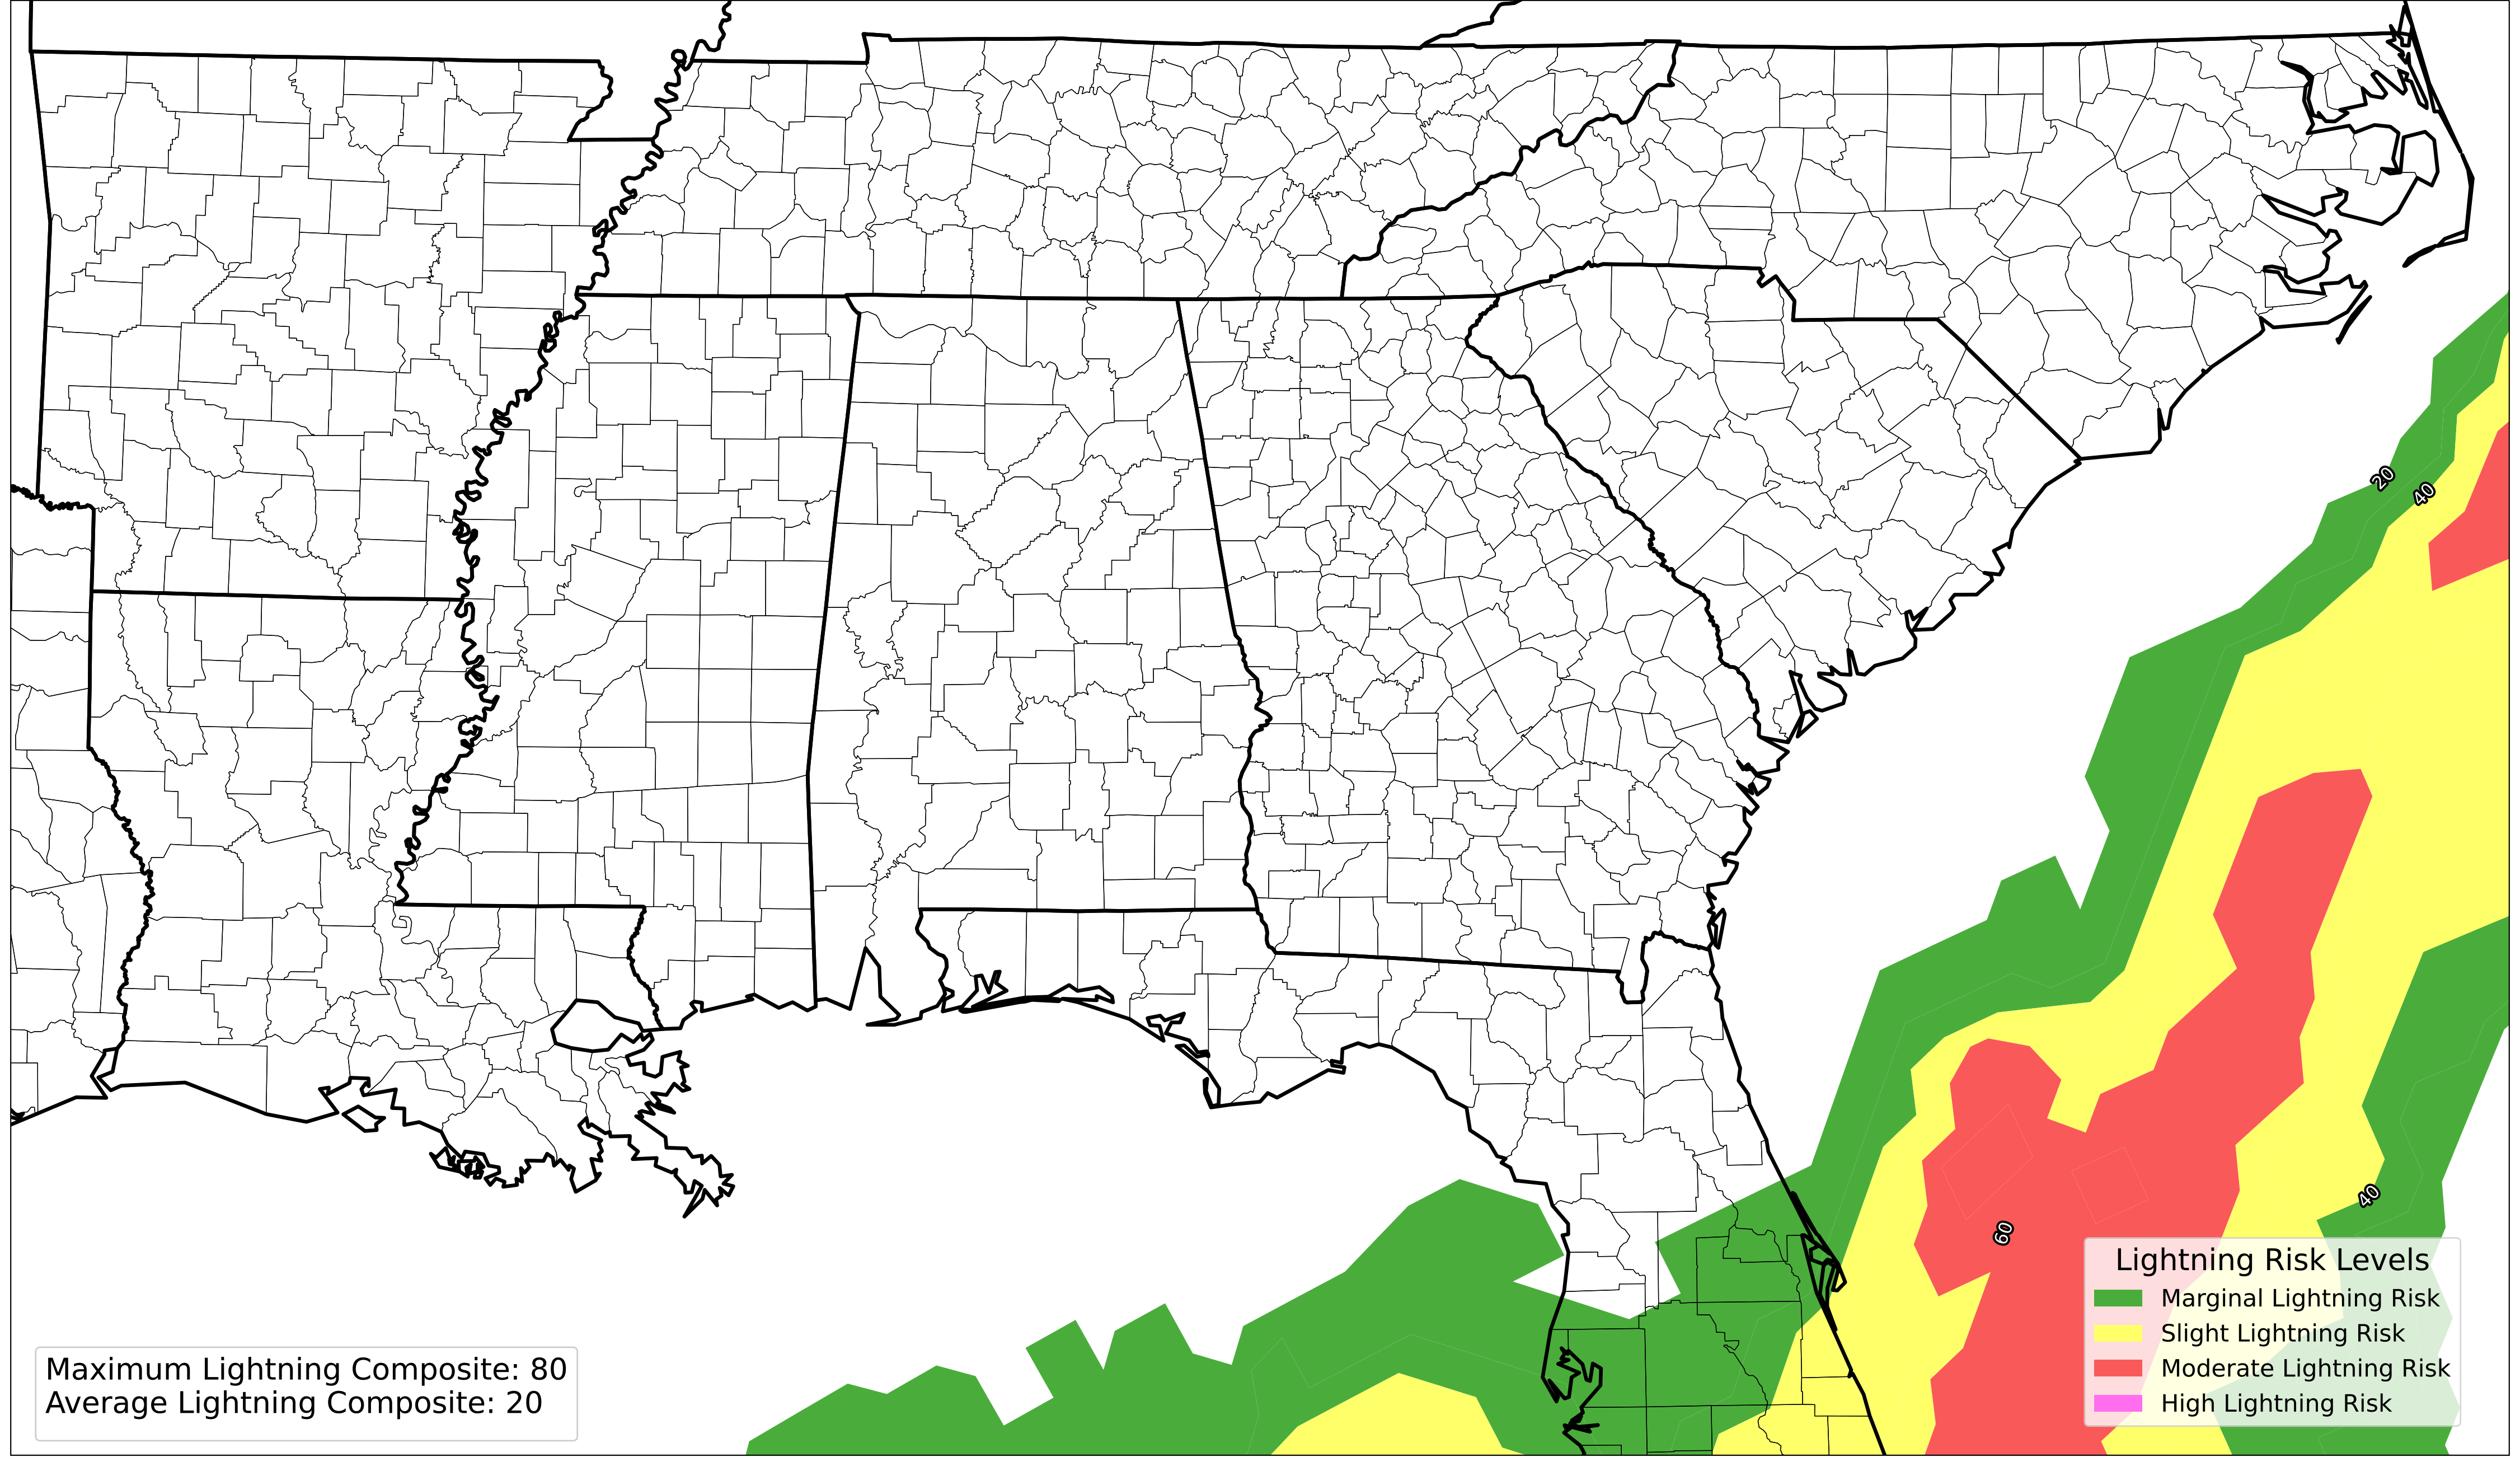 20
40
40
60
Lightning Risk Levels
Marginal Lightning Risk
Slight Lightning Risk
Moderate Lightning Risk
High Lightning Risk
Maximum Lightning Composite: 80
Average Lightning Composite: 20